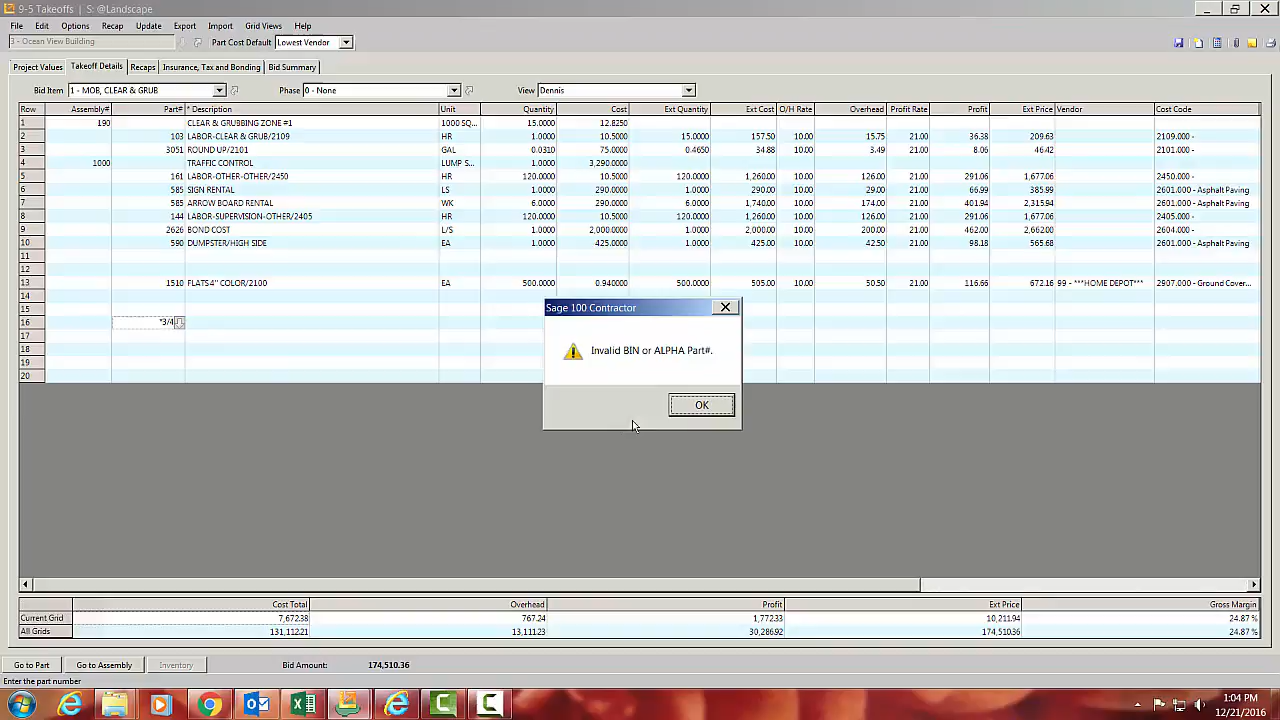 9-5 Takeoffs | S: @Landscape
File Edit Options Recap Update Export Import Grid Views Help
3 - Ocean View Building Part Cost Default Lowest Vendor
Project Values Takeoff Details Recaps Insurance, Tax and Bonding Bid Summary
Bid Item 1 - MOB, CLEAR & GRUB Phase 0 - None View Dennis
Row Assembly# Part# * Description Unit Quantity Cost Ext Quantity Ext Cost O/H Rate Overhead Profit Rate Profit Ext Price Vendor Cost Code
1 190 CLEAR & GRUBBING ZONE #1 1000 SQ... 15.0000 12.8250
2 103 LABOR-CLEAR & GRUB/2109 HR 1.0000 10.5000 15.0000 157.50 10.00 15.75 21.00 36.38 209.63 2109.000 -
3 3051 ROUND UP/2101 GAL 0.0310 75.0000 0.4650 34.88 10.00 3.49 21.00 8.06 46.42 2101.000 -
4 1000 TRAFFIC CONTROL LUMP S... 1.0000 3,290.0000
5 161 LABOR-OTHER-OTHER/2450 HR 120.0000 10.5000 120.0000 1,260.00 10.00 126.00 21.00 291.06 1,677.06 2450.000 -
6 585 SIGN RENTAL LS 1.0000 290.0000 1.0000 290.00 10.00 29.00 21.00 66.99 385.99 2601.000 - Asphalt Paving
7 585 ARROW BOARD RENTAL WK 6.0000 290.0000 6.0000 1,740.00 10.00 174.00 21.00 401.94 2,315.94 2601.000 - Asphalt Paving
8 144 LABOR-SUPERVISION-OTHER/2405 HR 120.0000 10.5000 120.0000 1,260.00 10.00 126.00 21.00 291.06 1,677.06 2405.000 -
9 2626 BOND COST L/S 1.0000 2,000.0000 1.0000 2,000.00 10.00 200.00 21.00 462.00 2,662.00 2604.000 -
10 590 DUMPSTER/HIGH SIDE EA 1.0000 425.0000 1.0000 425.00 10.00 42.50 21.00 98.18 565.68 2601.000 - Asphalt Paving
11
12
13 1510 FLATS4" COLOR/2100 EA 500.0000 0.940000 500.0000 505.00 10.00 30.50 21.00 116.66 672.16 99 - ***HOME DEPOT*** 2907.000 - Ground Cover...
14
15
16 *3/4
17
18
19
20
Sage 100 Contractor
Invalid BIN or ALPHA Part#.
OK
Cost Total Overhead Profit Ext Price Gross Margin
Current Grid 7,672.38 767.24 1,772.33 10,211.94 24.87 %
All Grids 131,112.21 13,111.23 30,286.92 174,510.36 24.87 %
Go to Part Go to Assembly Inventory Bid Amount: 174,510.36
Enter the part number
1:04 PM
12/21/2016